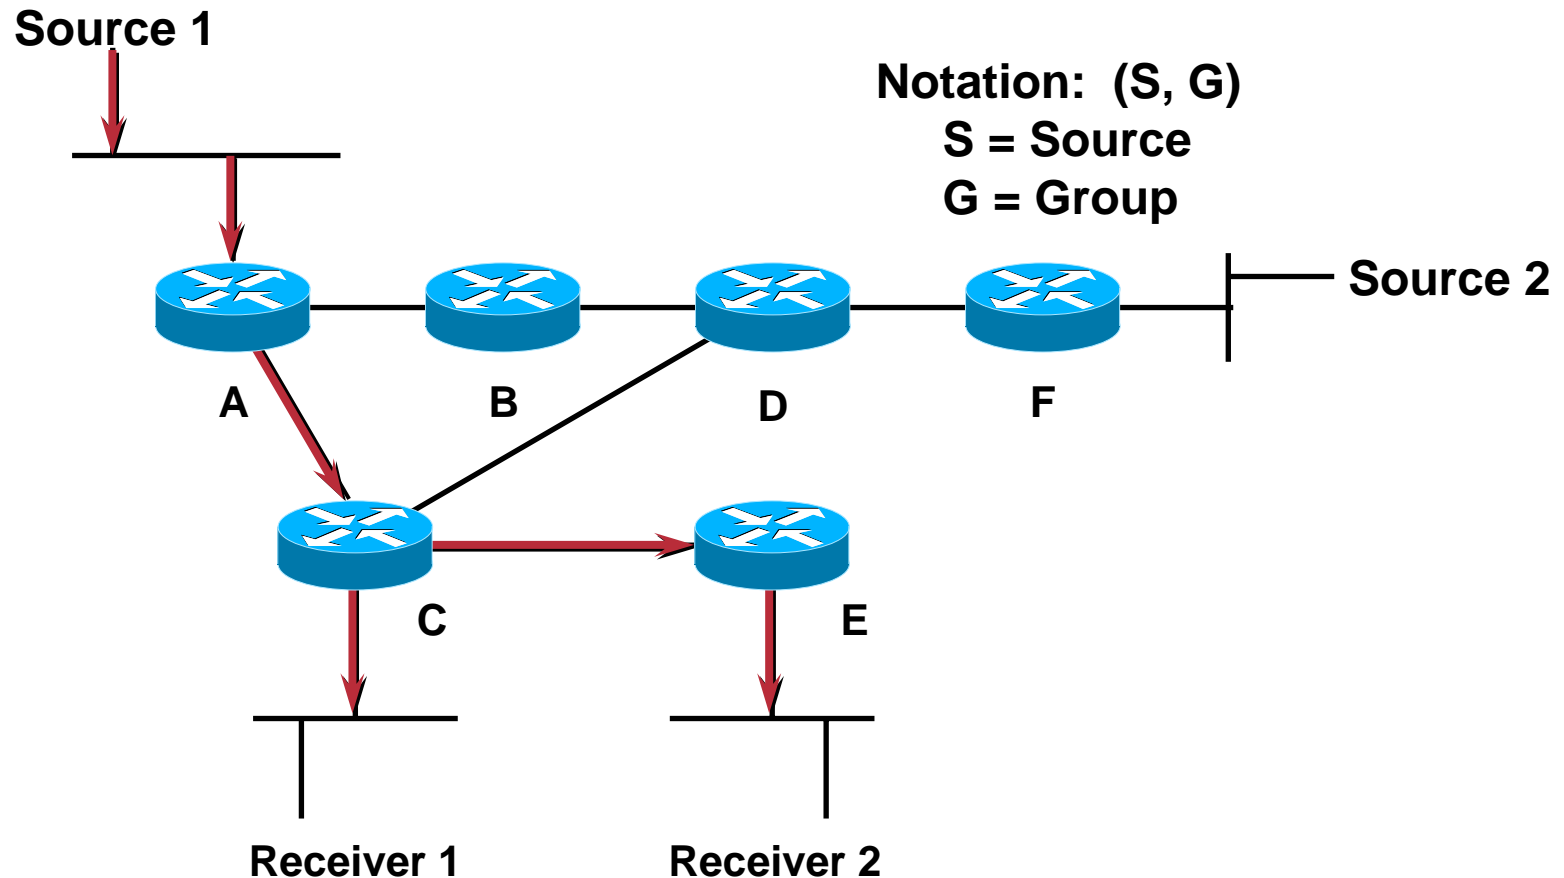 Source 1
Notation:  (S, G)
S = Source
G = Group
Source 2
A
B
D
F
C
E
Receiver 1
Receiver 2